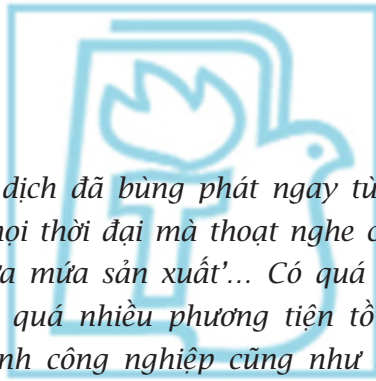 dịch đã bùng phát ngay từ
mọi thời đại mà thoạt nghe c
a mứa sản xuất’... Có quá
quá nhiều phương tiện tồ
nh công nghiệp cũng như